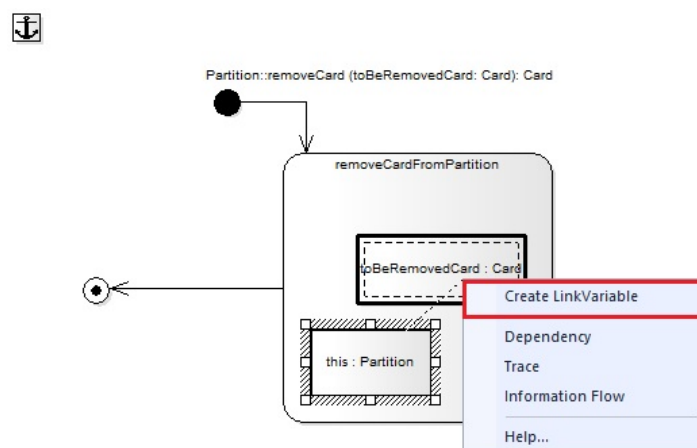 Partition::removeCard (toBeRemovedCard: Card): Card
removeCardFromPartition
toBeRemovedCard : Card
Create LinkVariable
this : Partition
Dependency
Trace
Information Flow
Help...